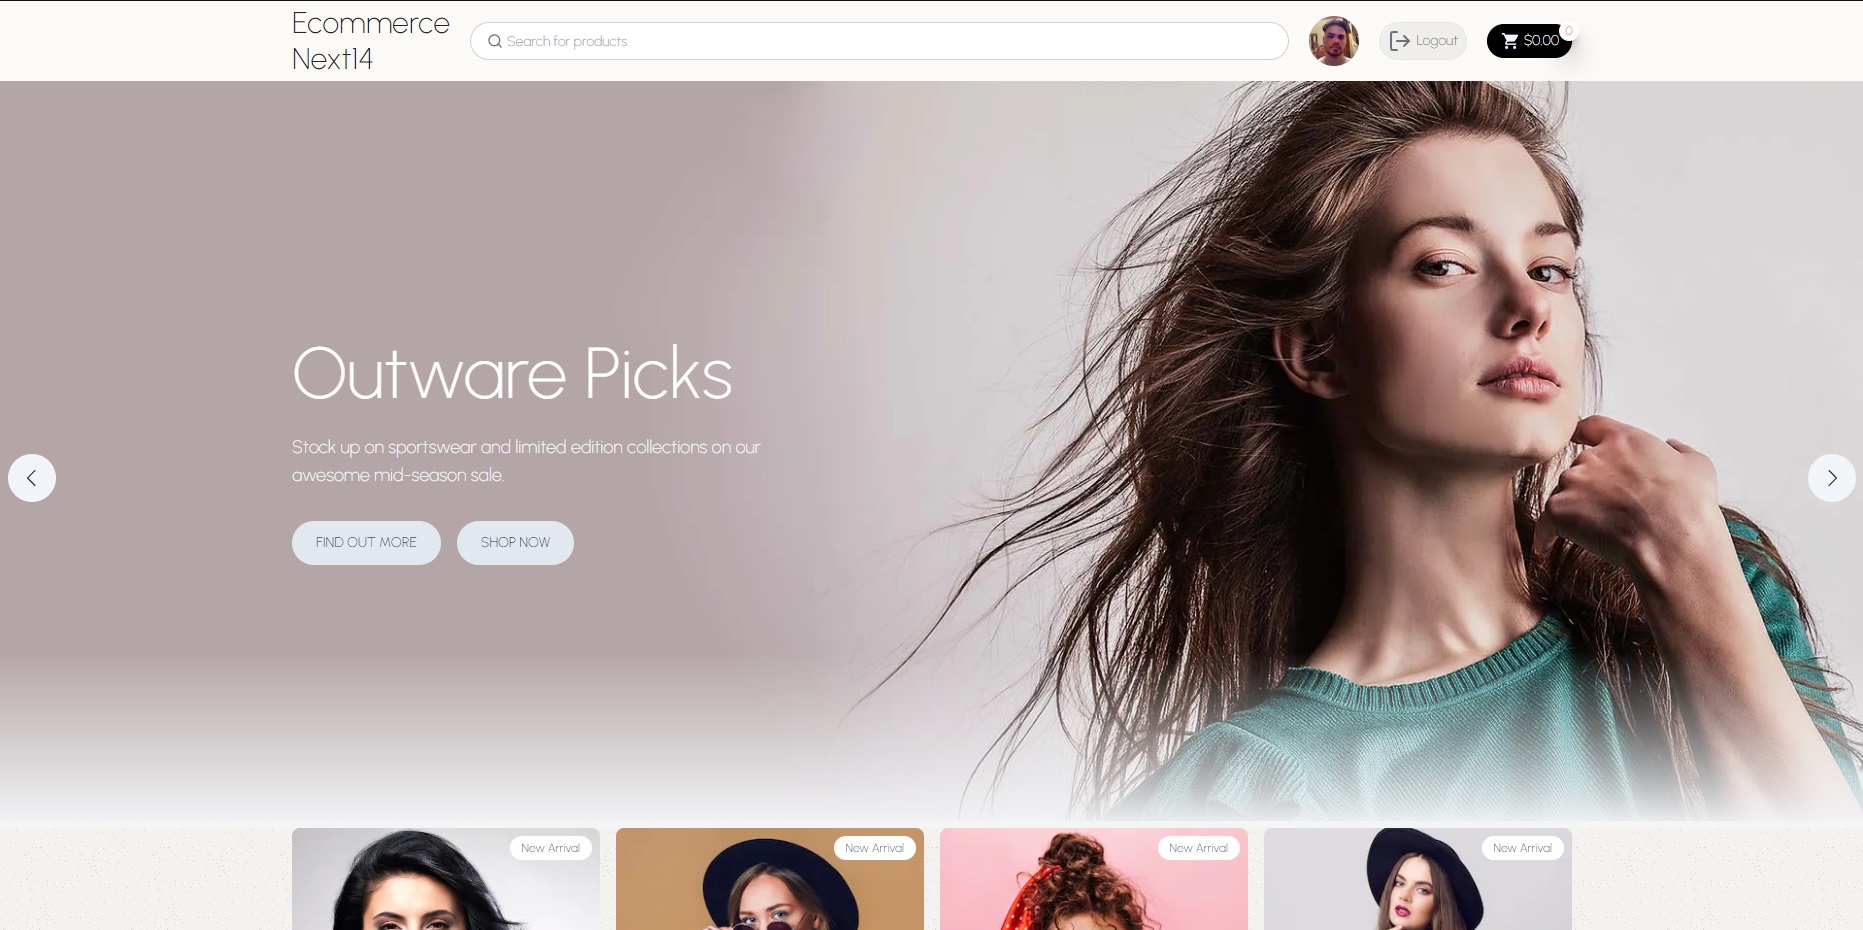 Ecommerce
Next14
Search for products
Logout
$0.00
0
Outware Picks
Stock up on sportswear and limited edition collections on our
awesome mid-season sale.
FIND OUT MORE
SHOP NOW
New Arrival
New Arrival
New Arrival
New Arrival